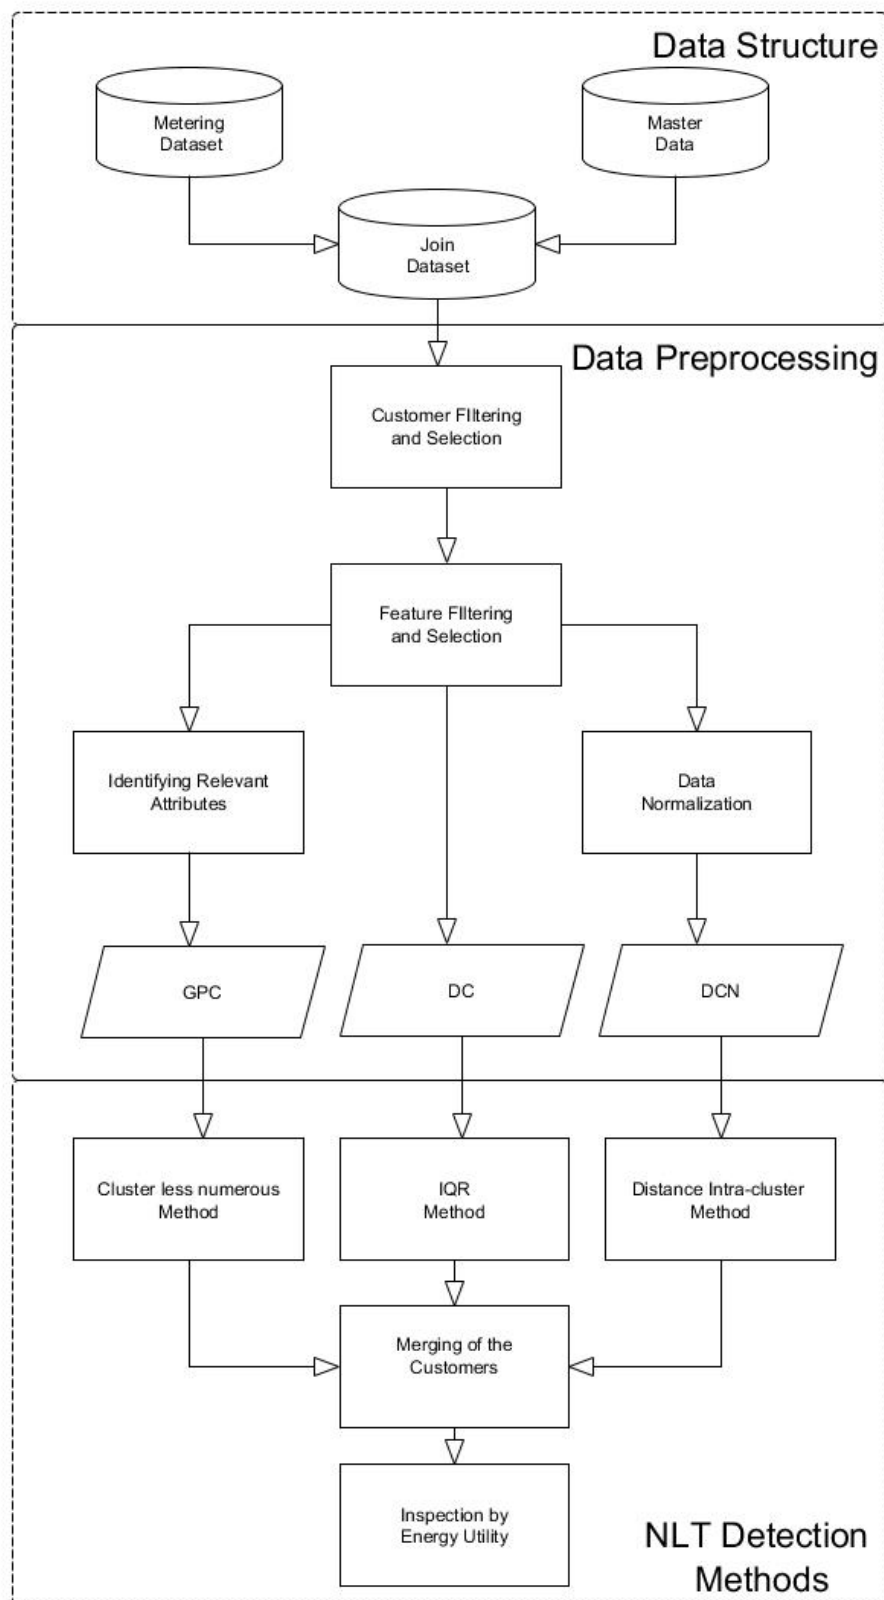 Data Structure
Metering
Dataset
Master
Data
Join
Dataset
Data Preprocessing
Customer FIltering
and Selection
Feature FIltering
and Selection
Identifying Relevant
Attributes
Data
Normalization
GPC
DC
DCN
Cluster less numerous
Method
IQR
Method
Distance Intra-cluster
Method
Merging of the
Customers
Inspection by
Energy Utility
NLT Detection
Methods